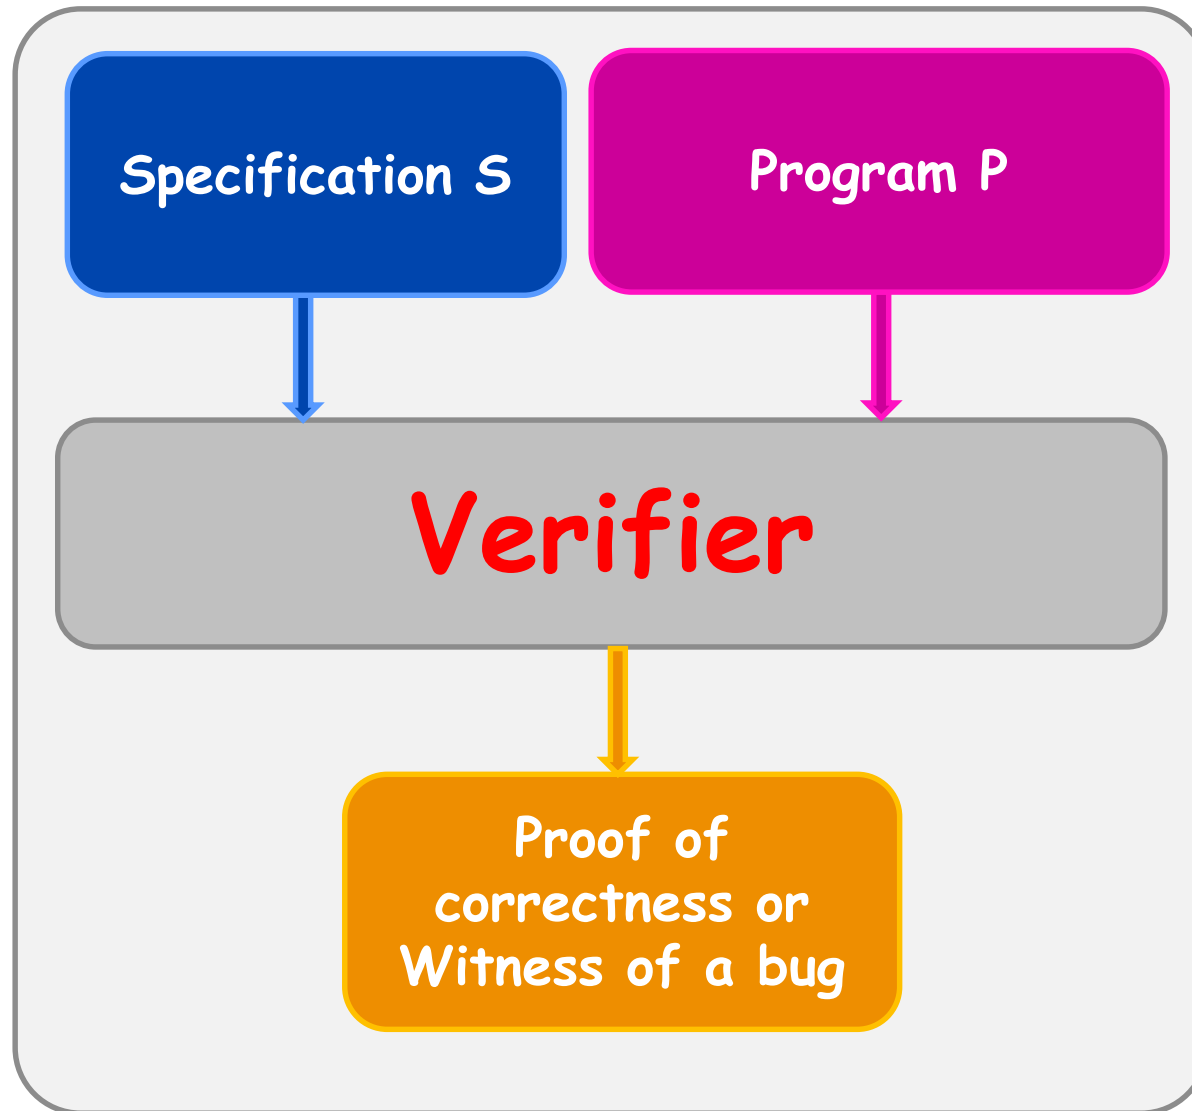 Specification S
Program P
Verifier
Proof of
correctness or
Witness of a bug